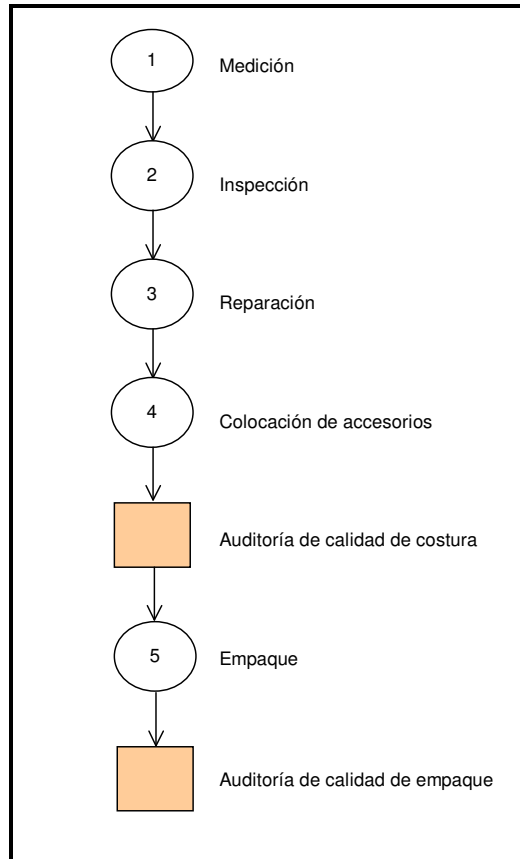 1 Medición
2 Inspección
3 Reparación
4 Colocación de accesorios
Auditoría de calidad de costura
5 Empaque
Auditoría de calidad de empaque